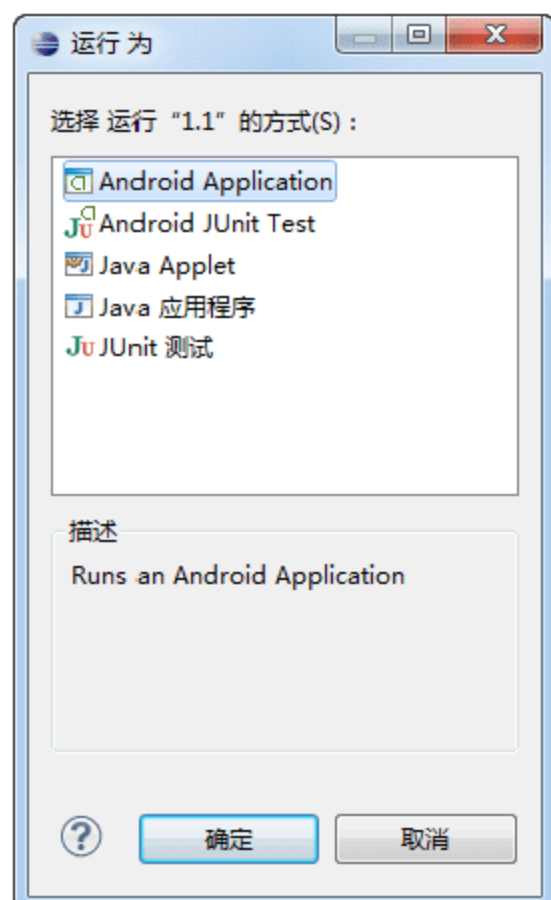 运行 为
选择 运行“1.1”的方式(S)：
Android Application
Android JUnit Test
Java Applet
Java 应用程序
JUnit 测试
描述
Runs an Android Application
确定
取消